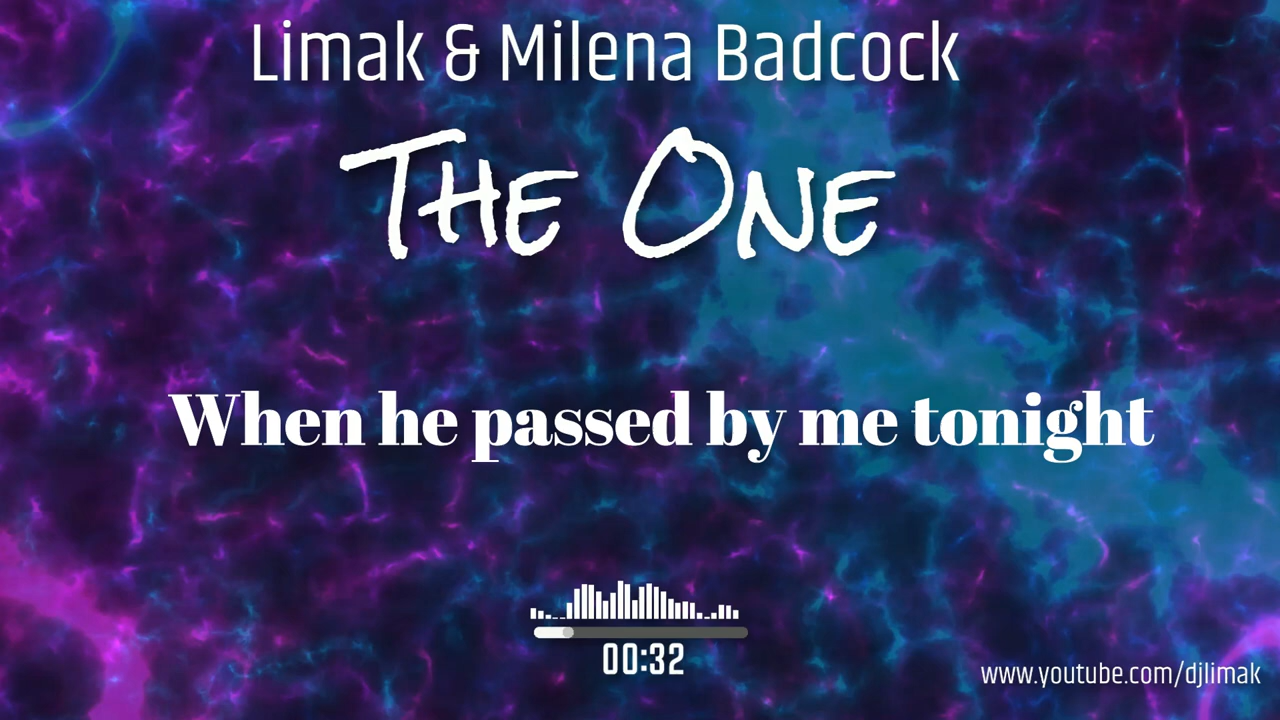 Limak & Milena Badcock
The One
When he passed by me tonight
00:32
www.youtube.com/djlimak